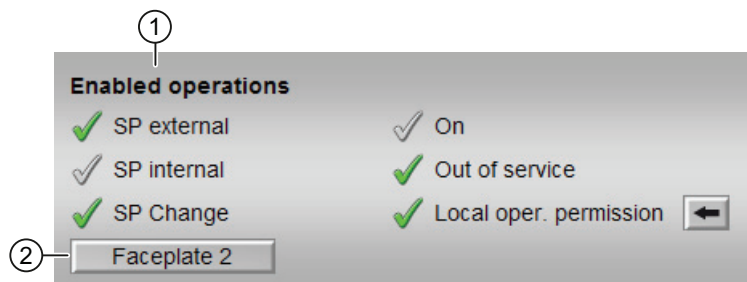 1
Enabled operations
SP external
On
SP internal
Out of service
SP Change
Local oper. permission
2
Faceplate 2